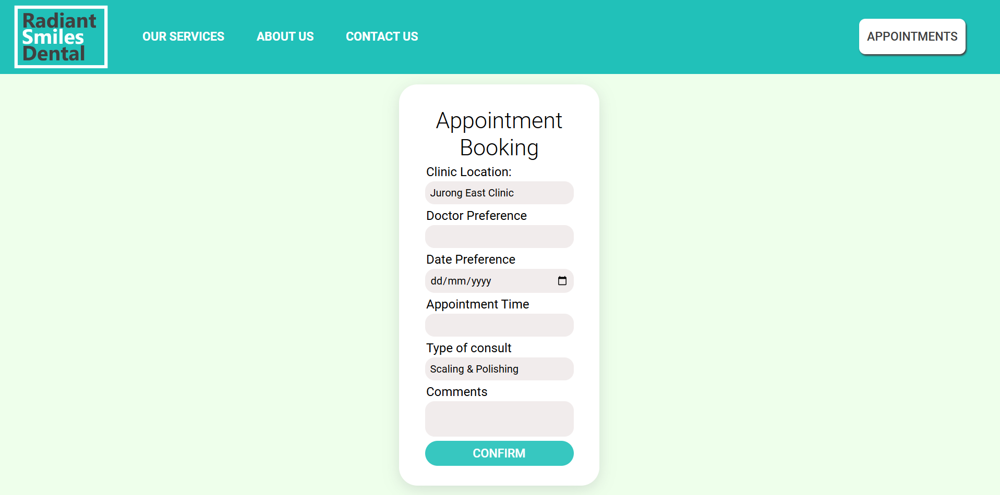 Radiant
Smiles
Dental
OUR SERVICES
ABOUT US
CONTACT US
APPOINTMENTS
Appointment
Booking
Clinic Location:
Jurong East Clinic
Doctor Preference
Date Preference
dd/mm/yyyy
Appointment Time
Type of consult
Scaling & Polishing
Comments
CONFIRM